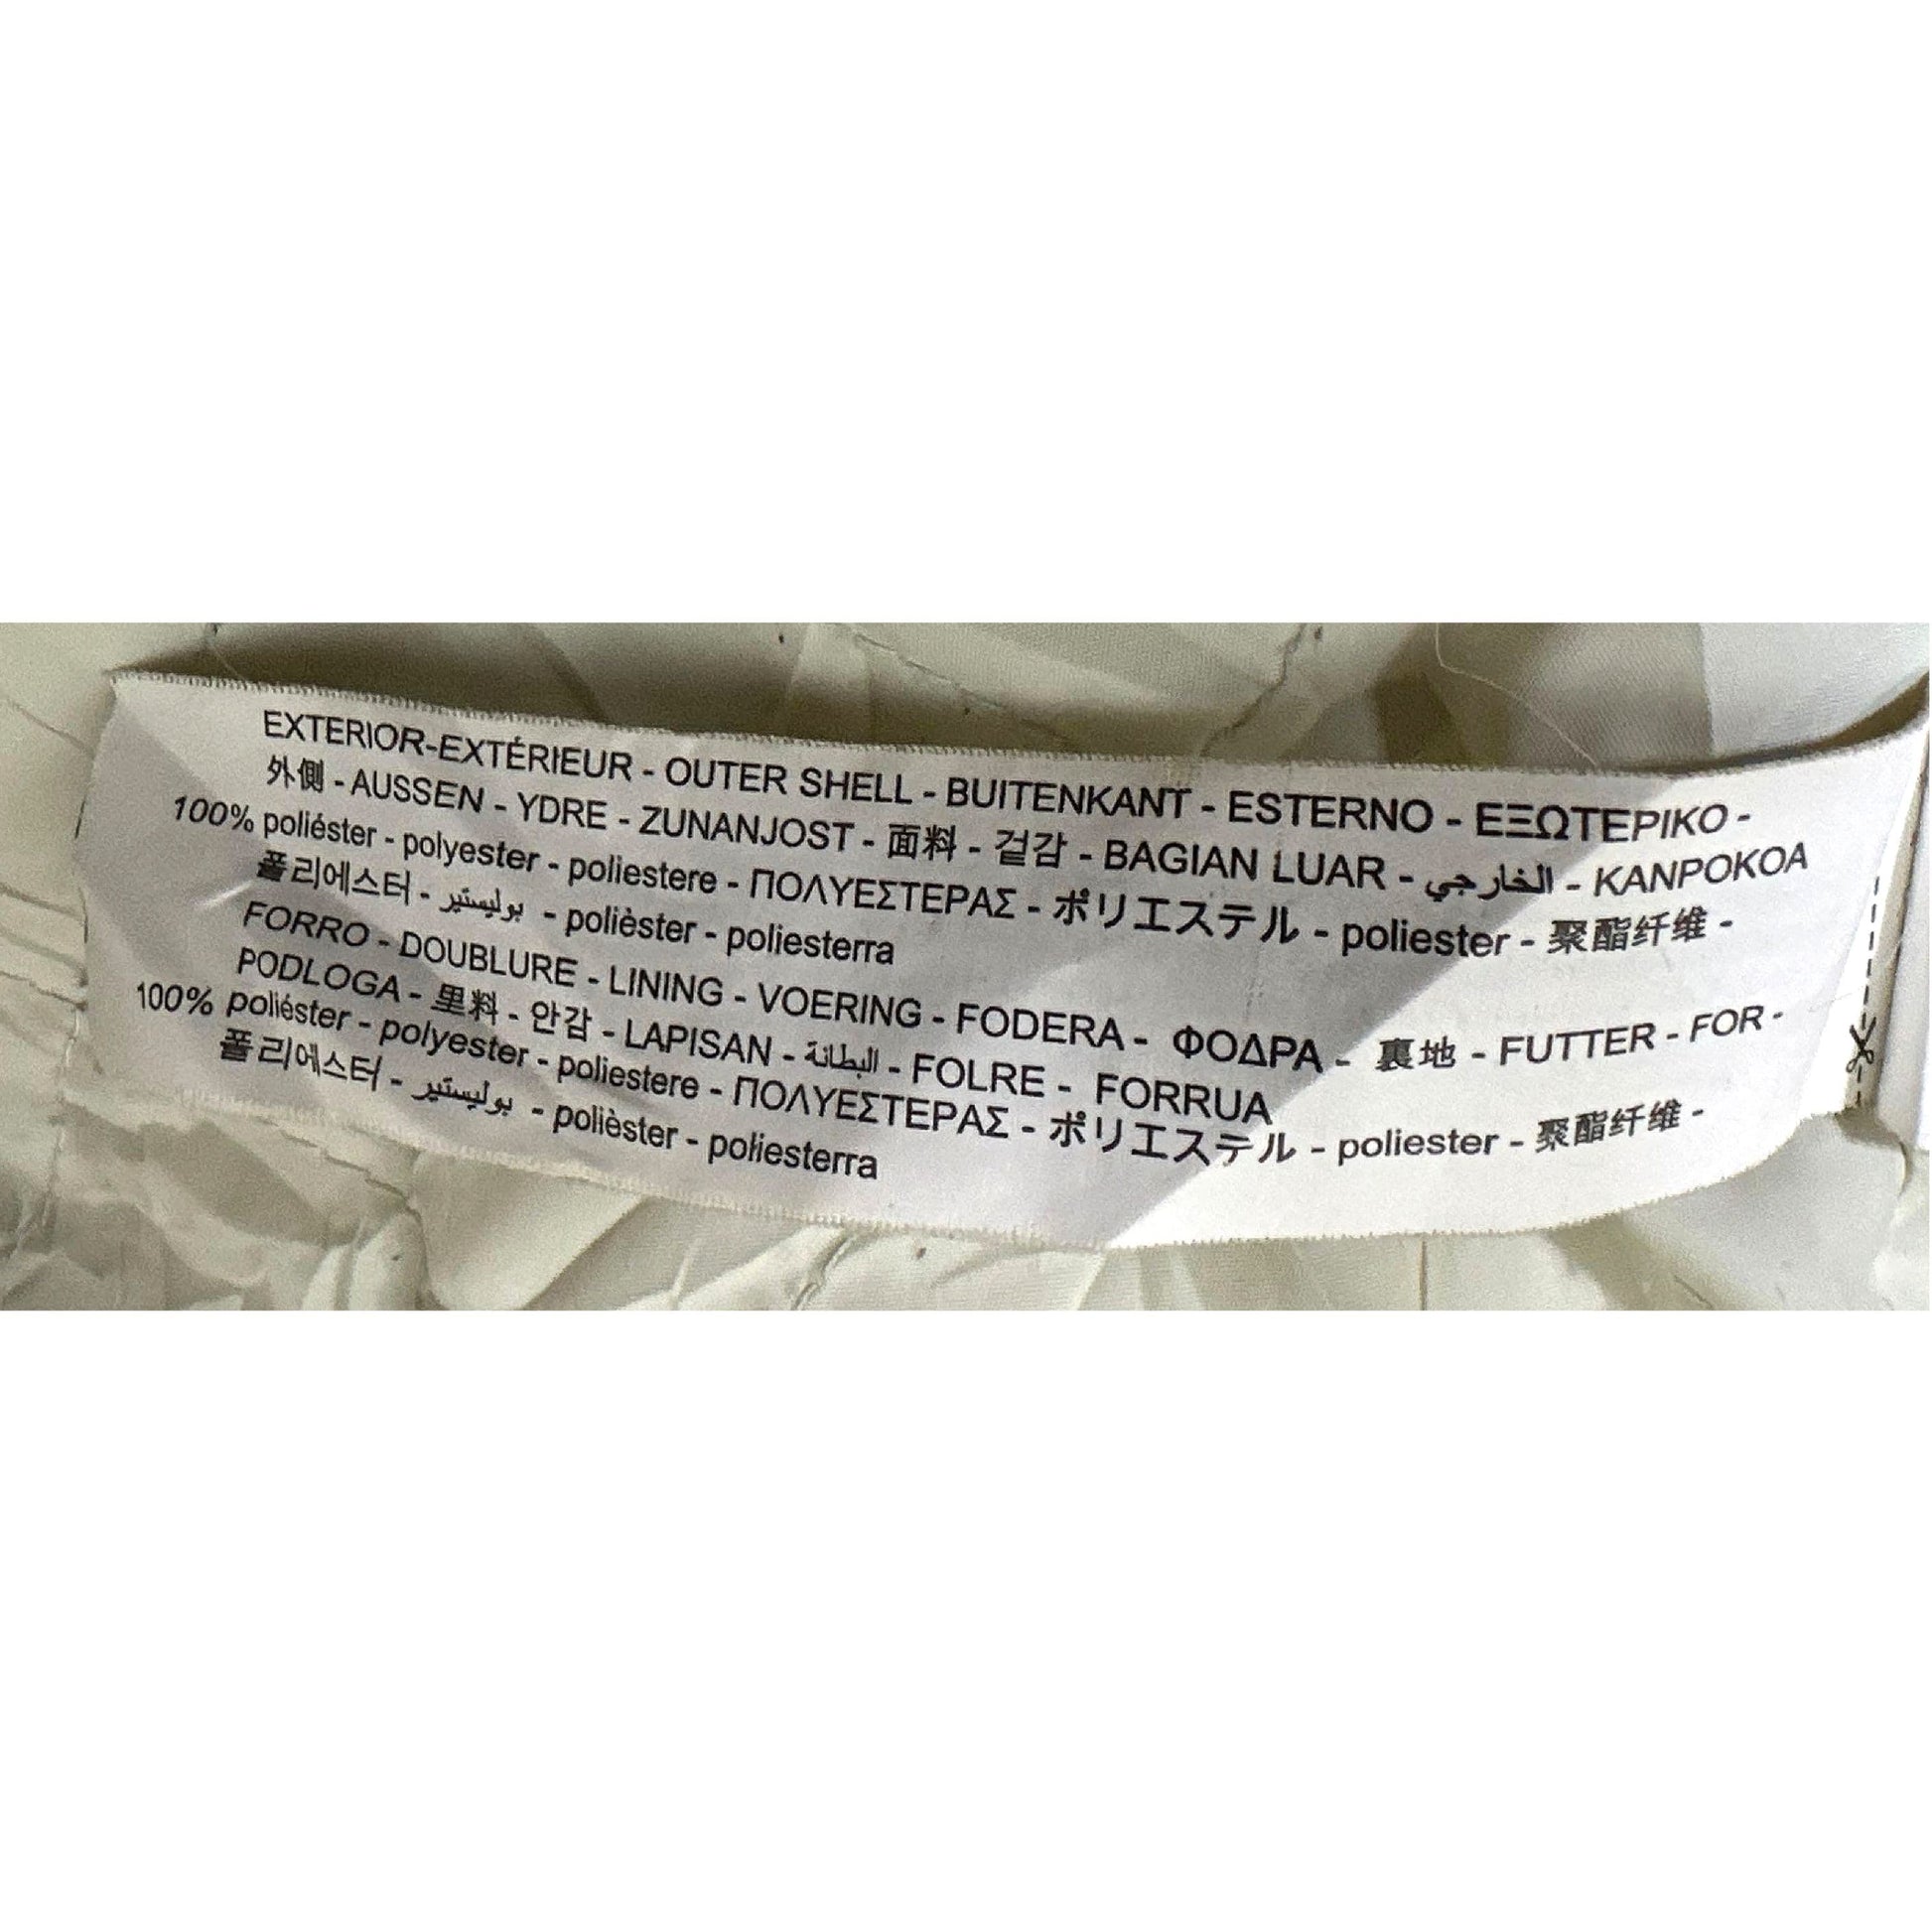 EXTERIOR-EXTÉRIEUR - OUTER SHELL - BUITENKANT - ESTERNO - ΕΞΩΤΕΡΙΚΟ -
外側 - AUSSEN - YDRE - ZUNANJOST - 面料 - 겉감 - BAGIAN LUAR - الخارجي - KANPOKOA
100% poliéster - polyester - poliestere - ΠΟΛΥΕΣΤΕΡΑΣ - ポリエステル - poliester - 聚酯纤维 -
폴리에스터 - بوليستير - polièster - poliesterra
FORRO - DOUBLURE - LINING - VOERING - FODERA - ΦΟΔΡΑ - 裏地 - FUTTER - FOR -
PODLOGA - 里料 - 안감 - LAPISAN - البطانة - FOLRE - FORRUA
100% poliéster - polyester - poliestere - ΠΟΛΥΕΣΤΕΡΑΣ - ポリエステル - poliester - 聚酯纤维 -
폴리에스터 - بوليستير - polièster - poliesterra